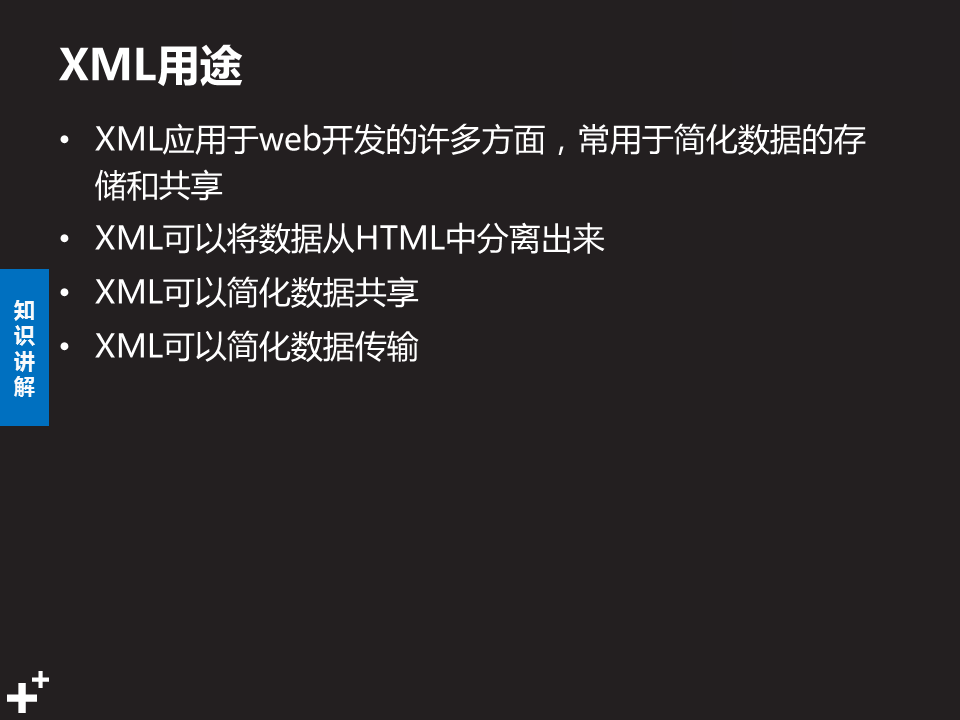 XML用途
• XML应用于web开发的许多方面，常用于简化数据的存
储和共享
• XML可以将数据从HTML中分离出来
• XML可以简化数据共享
• XML可以简化数据传输
知
识
讲
解